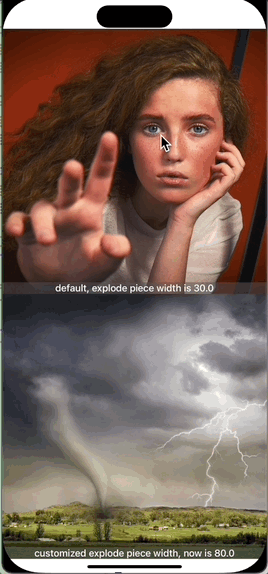 default, explode piece width is 30.0
customized explode piece width, now is 80.0